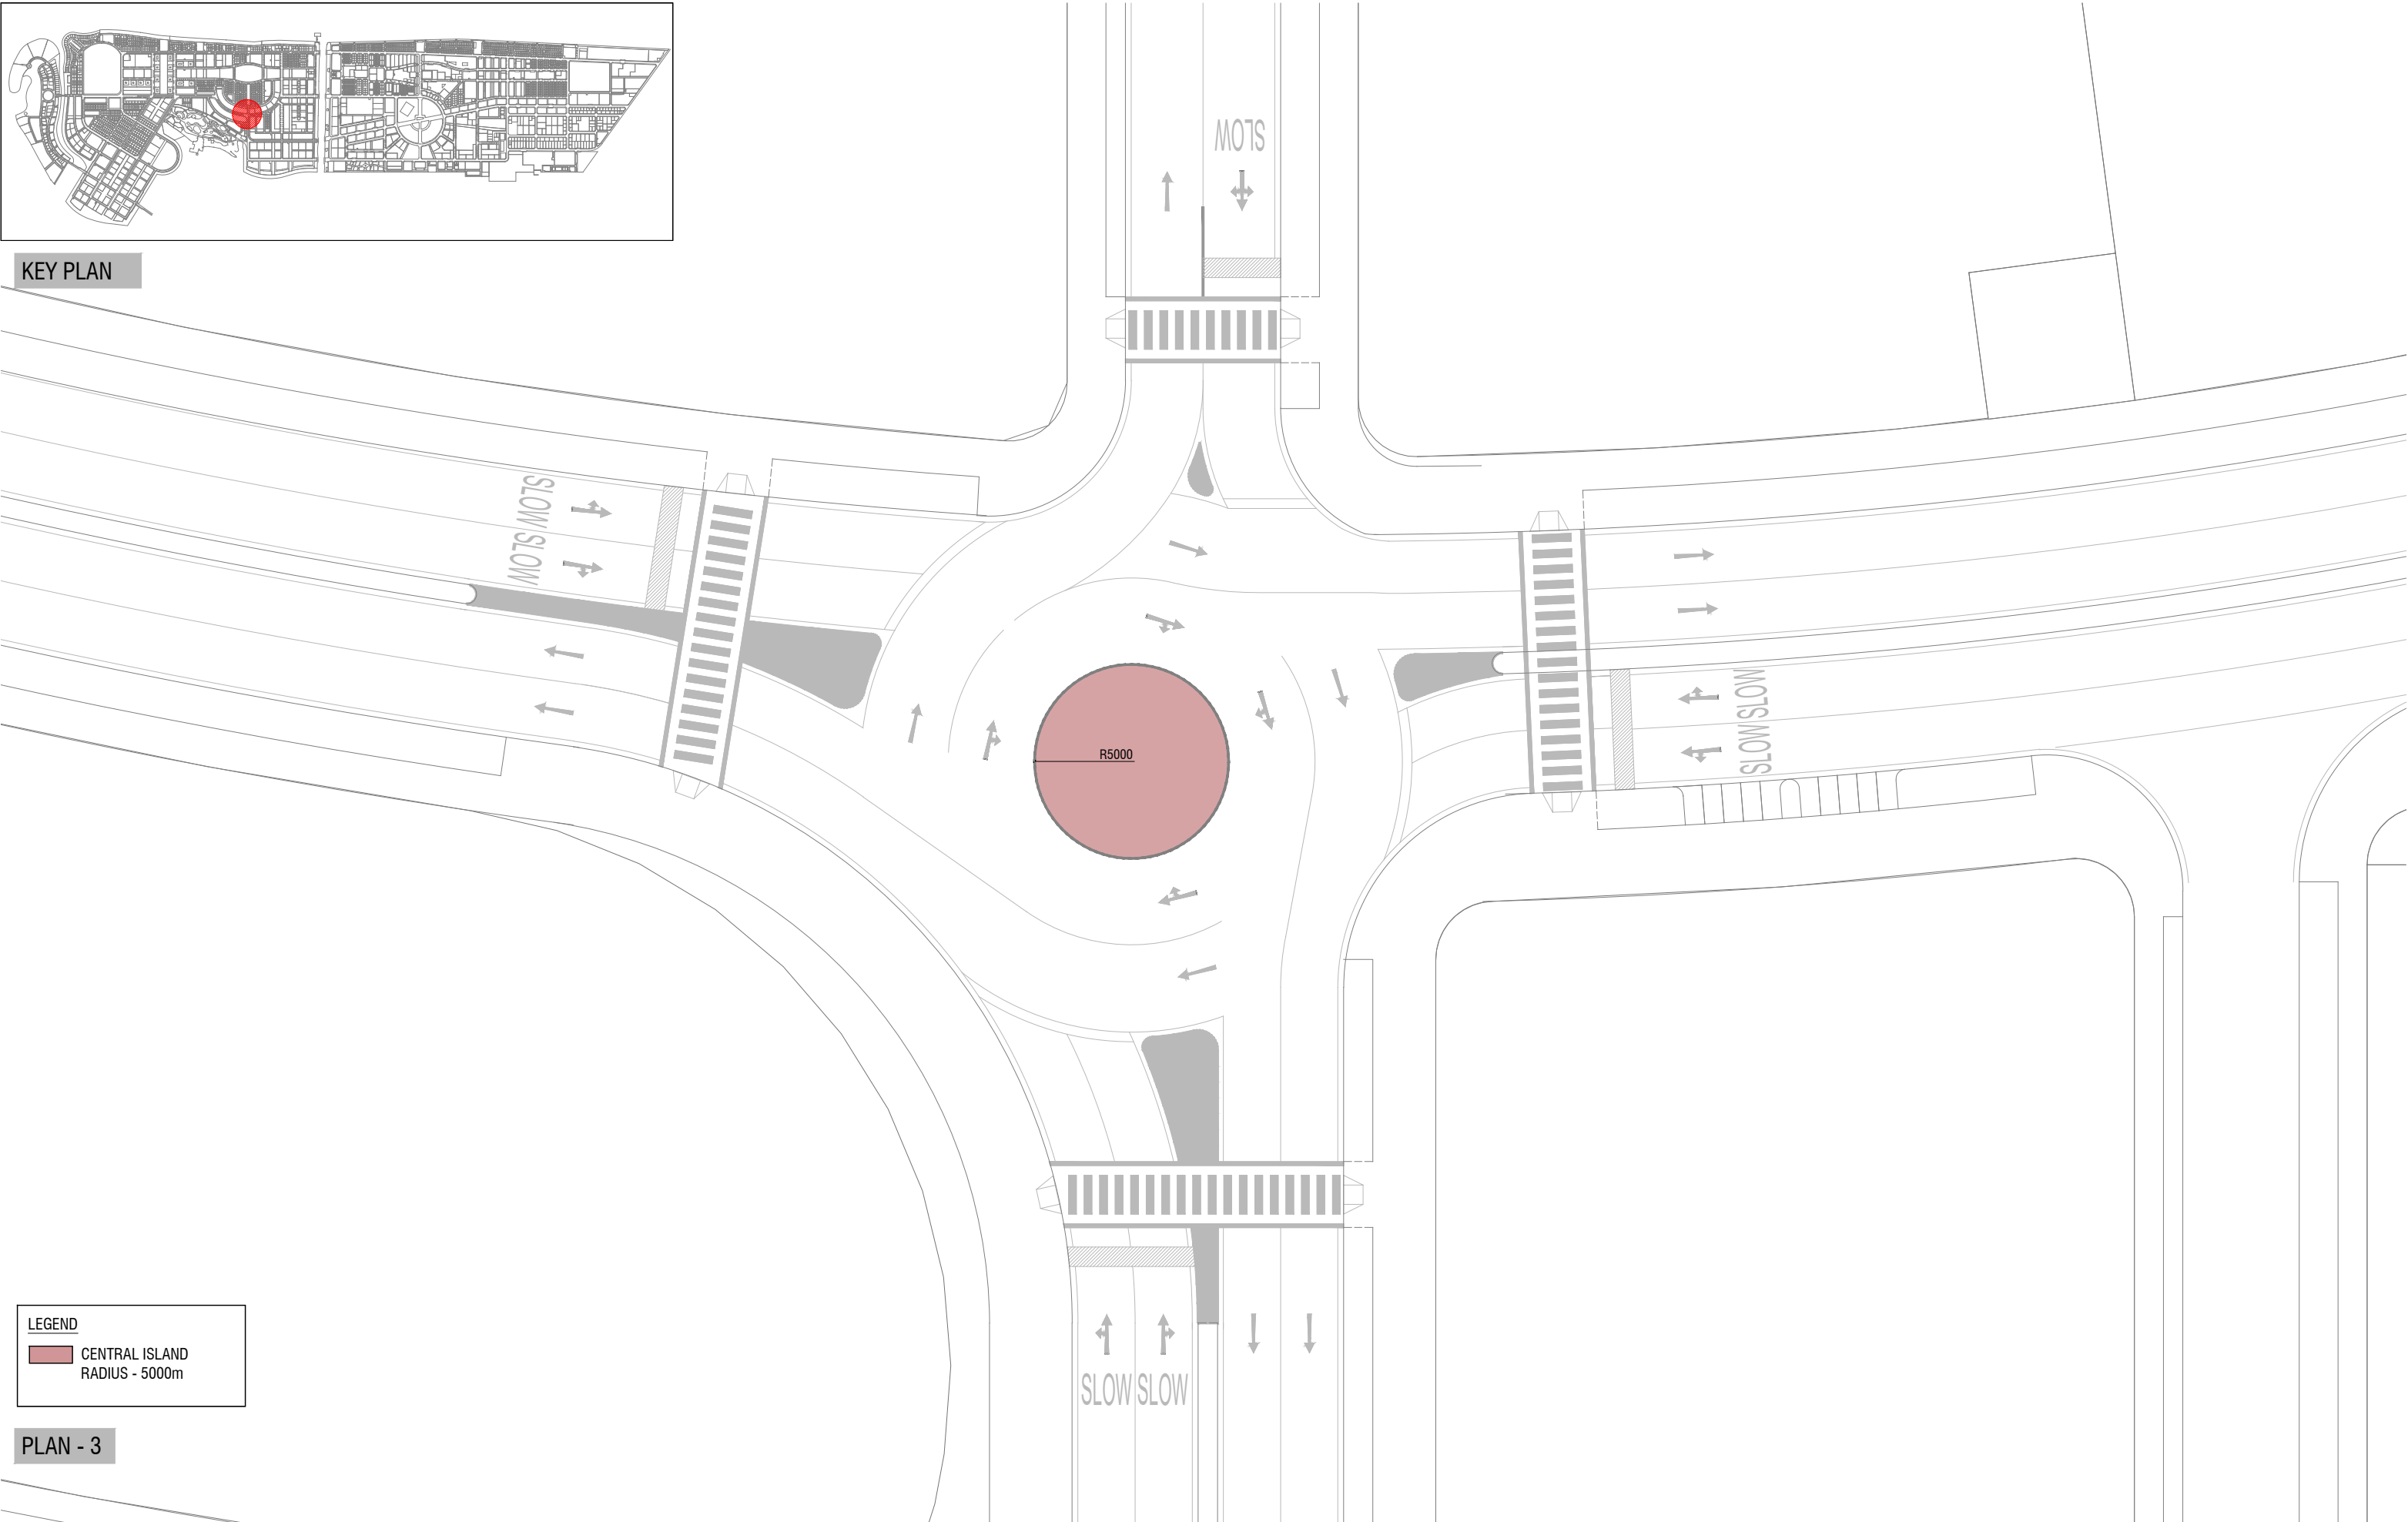 KEY PLAN
SLOW
SLOW
SLOW
SLOW
SLOW
R5000
SLOW SLOW
LEGEND
CENTRAL ISLAND
RADIUS - 5000m
PLAN - 3